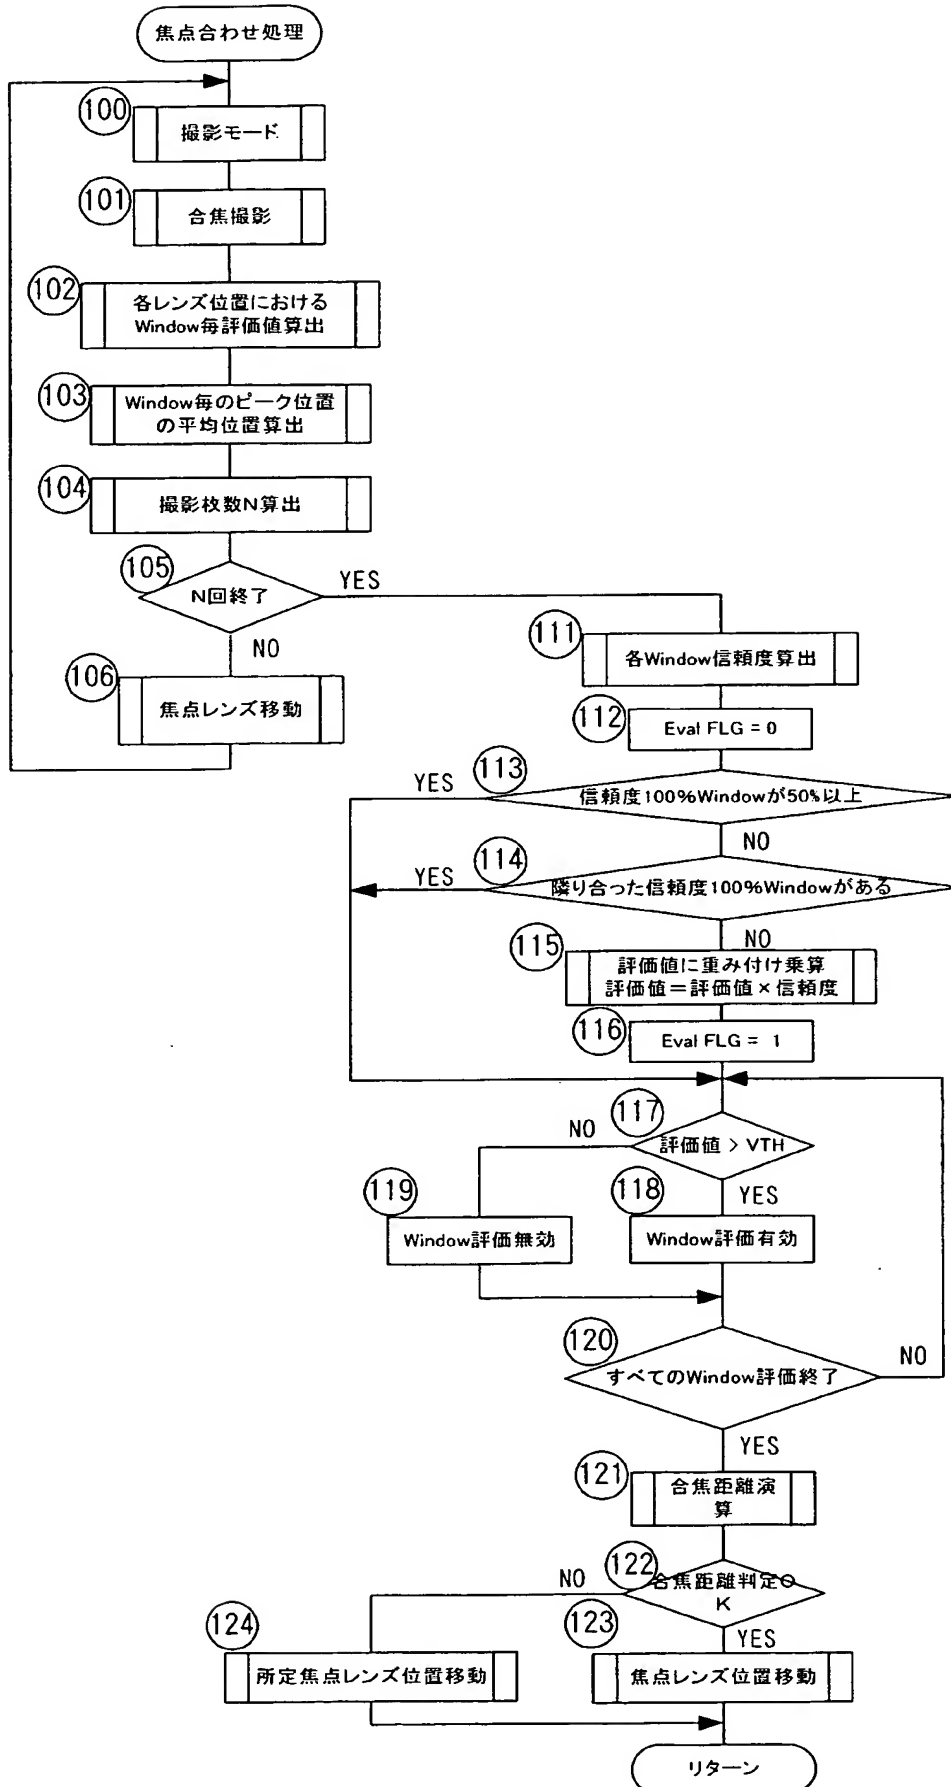 焦点合わせ処理
100
撮影モード
101
合焦撮影
102
各レンズ位置における
Window毎評価値算出
103
Window毎のピーク位置
の平均位置算出
104
撮影枚数N算出
105
N回終了
YES
NO
106
焦点レンズ移動
111
各Window信頼度算出
112
Eval FLG = 0
113
信頼度100%Windowが50%以上
YES
NO
114
隣り合った信頼度100%Windowがある
YES
NO
115
評価値に重み付け乗算
評価値=評価値×信頼度
116
Eval FLG = 1
117
評価値 > VTH
NO
YES
119
Window評価無効
118
Window評価有効
120
すべてのWindow評価終了
NO
YES
121
合焦距離演
算
122
合焦距離判定O
K
NO
YES
124
所定焦点レンズ位置移動
123
焦点レンズ位置移動
リターン